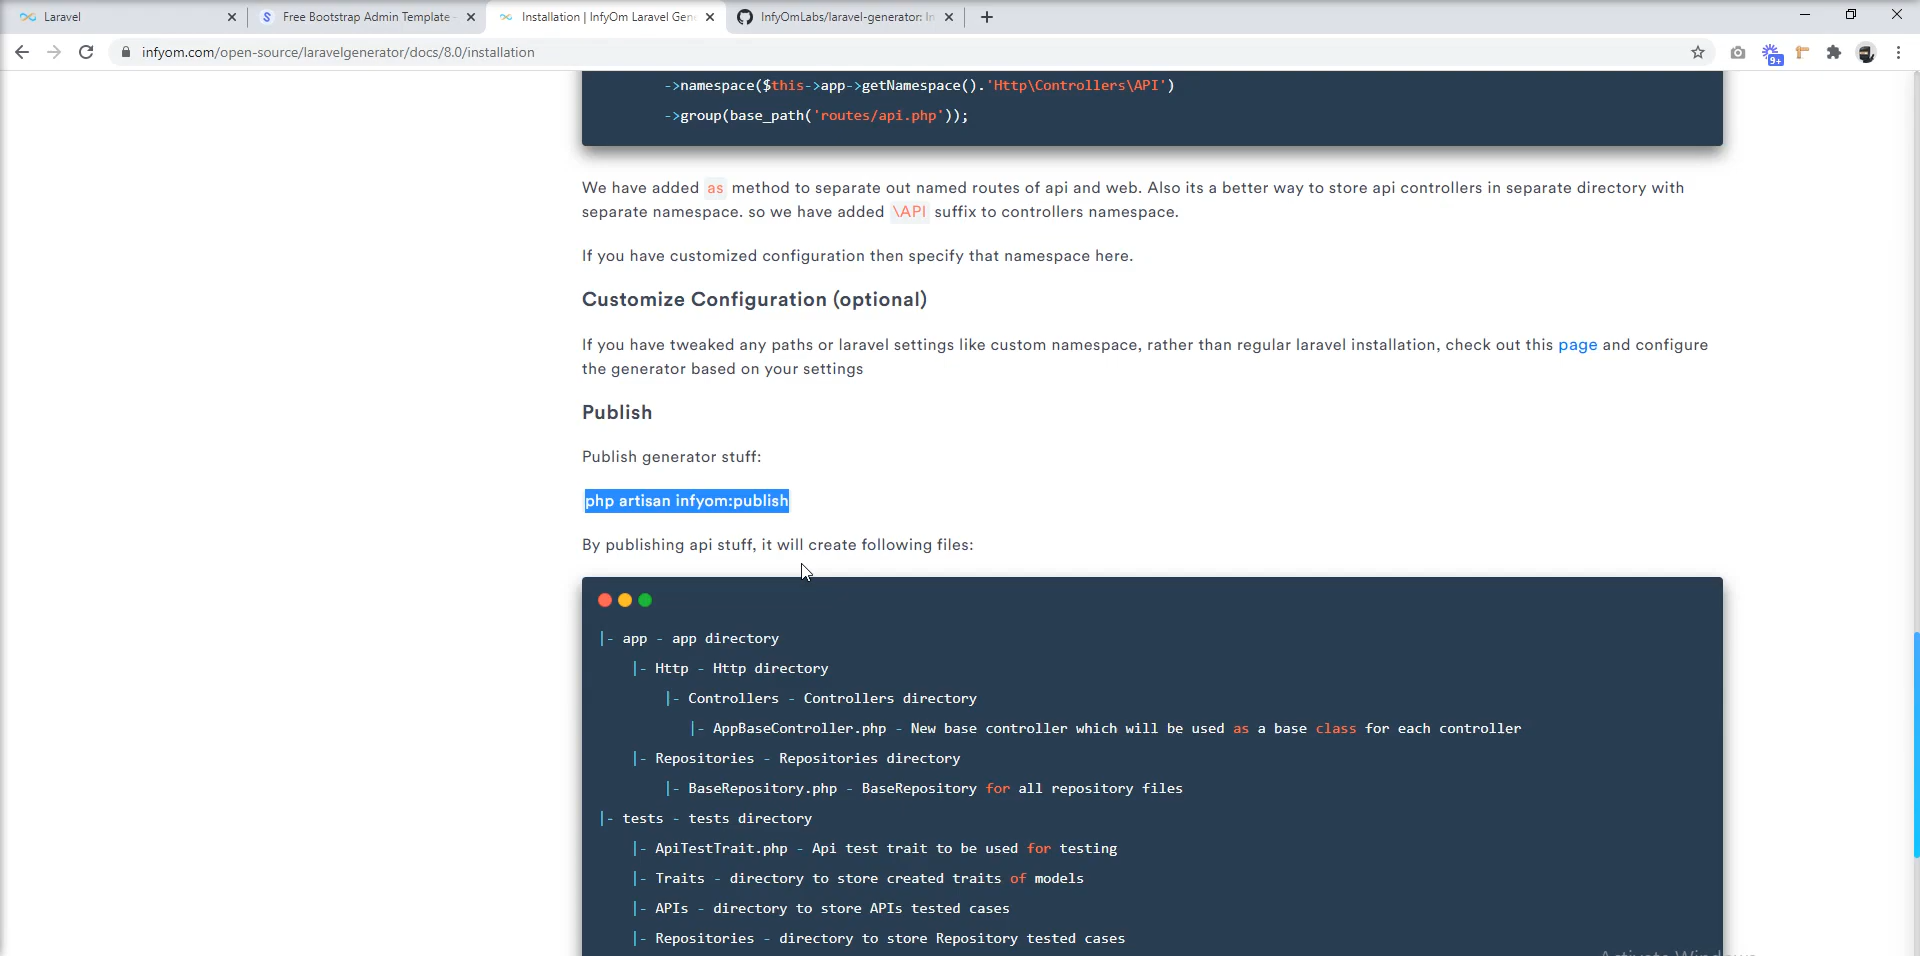 Laravel
Free Bootstrap Admin Template
Installation | InfyOm Laravel Gen
InfyOmLabs/laravel-generator: In
infyom.com/open-source/laravelgenerator/docs/8.0/installation
9+
->namespace($this->app->getNamespace().'Http\Controllers\API')
->group(base_path('routes/api.php'));
We have added as method to separate out named routes of api and web. Also its a better way to store api controllers in separate directory with
separate namespace. so we have added \API suffix to controllers namespace.
If you have customized configuration then specify that namespace here.
Customize Configuration (optional)
If you have tweaked any paths or laravel settings like custom namespace, rather than regular laravel installation, check out this page and configure
the generator based on your settings
Publish
Publish generator stuff:
php artisan infyom:publish
By publishing api stuff, it will create following files:
|- app - app directory
|- Http - Http directory
|- Controllers - Controllers directory
|- AppBaseController.php - New base controller which will be used as a base class for each controller
|- Repositories - Repositories directory
|- BaseRepository.php - BaseRepository for all repository files
|- tests - tests directory
|- ApiTestTrait.php - Api test trait to be used for testing
|- Traits - directory to store created traits of models
|- APIs - directory to store APIs tested cases
|- Repositories - directory to store Repository tested cases